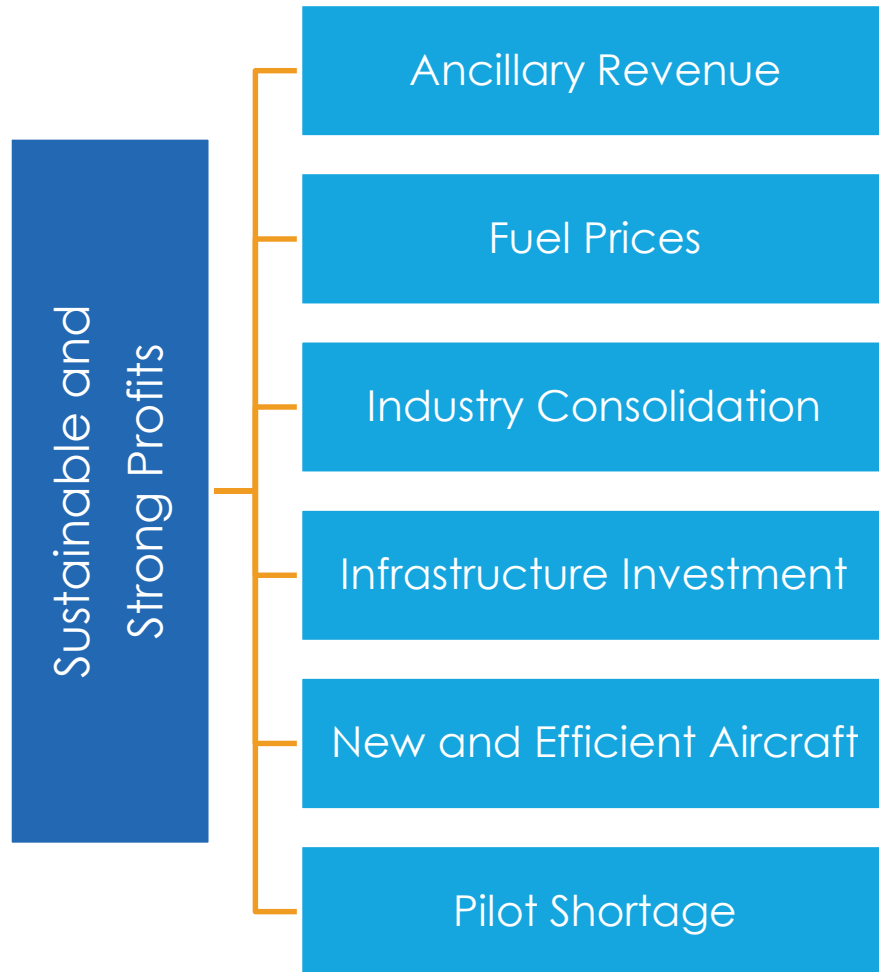 Sustainable and
Strong Profits
Ancillary Revenue
Fuel Prices
Industry Consolidation
Infrastructure Investment
New and Efficient Aircraft
Pilot Shortage